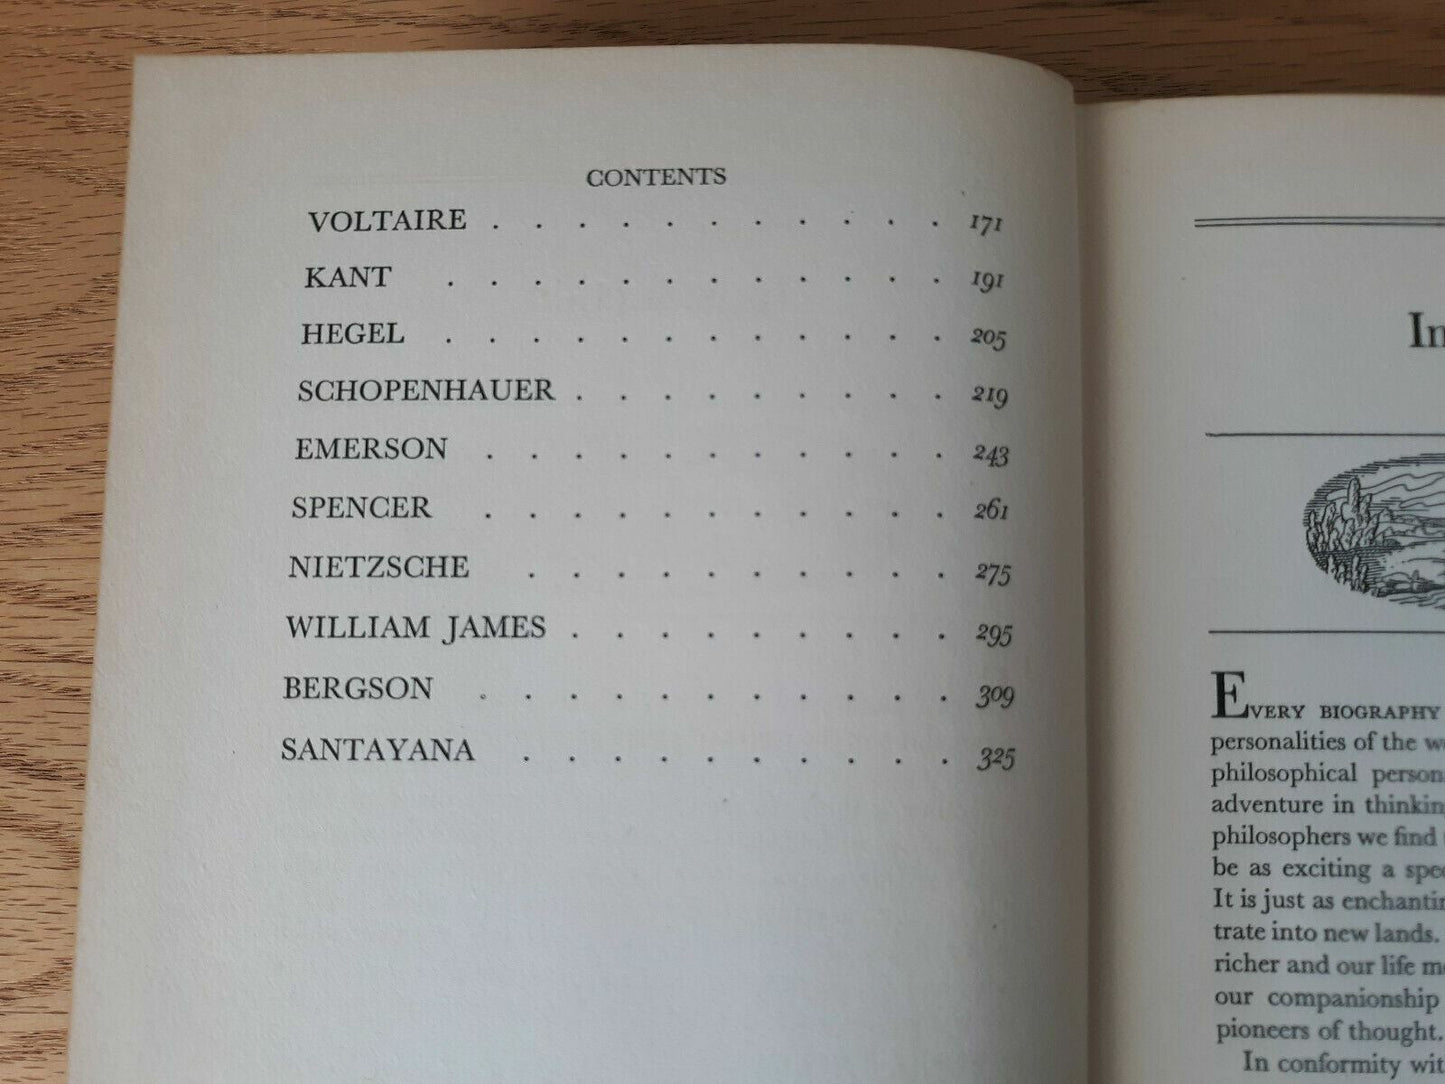 CONTENTS
VOLTAIRE . . . . . . . . . . . 171
KANT . . . . . . . . . . . . 191
HEGEL . . . . . . . . . . . . 205
SCHOPENHAUER . . . . . . . . . 219
EMERSON . . . . . . . . . . . 243
SPENCER . . . . . . . . . . . 261
NIETZSCHE . . . . . . . . . . 275
WILLIAM JAMES . . . . . . . . . 295
BERGSON . . . . . . . . . . . 309
SANTAYANA . . . . . . . . . . 325
In
EVERY BIOGRAPHY
personalities of the
philosophical
adventure in
philosophers we find
be as exciting a
It is just as
trate into new lands.
richer and our life
our companionship
pioneers of thought.
In conformity